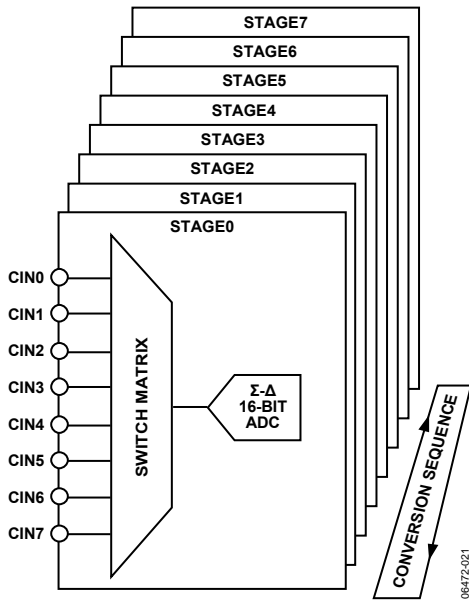 STAGE7
STAGE6
STAGE5
STAGE4
STAGE3
STAGE2
STAGE1
STAGE0
CIN0
CIN1
CIN2
CIN3
CIN4
CIN5
CIN6
CIN7
SWITCH MATRIX
Σ-Δ
16-BIT
ADC
CONVERSION SEQUENCE
06472-021